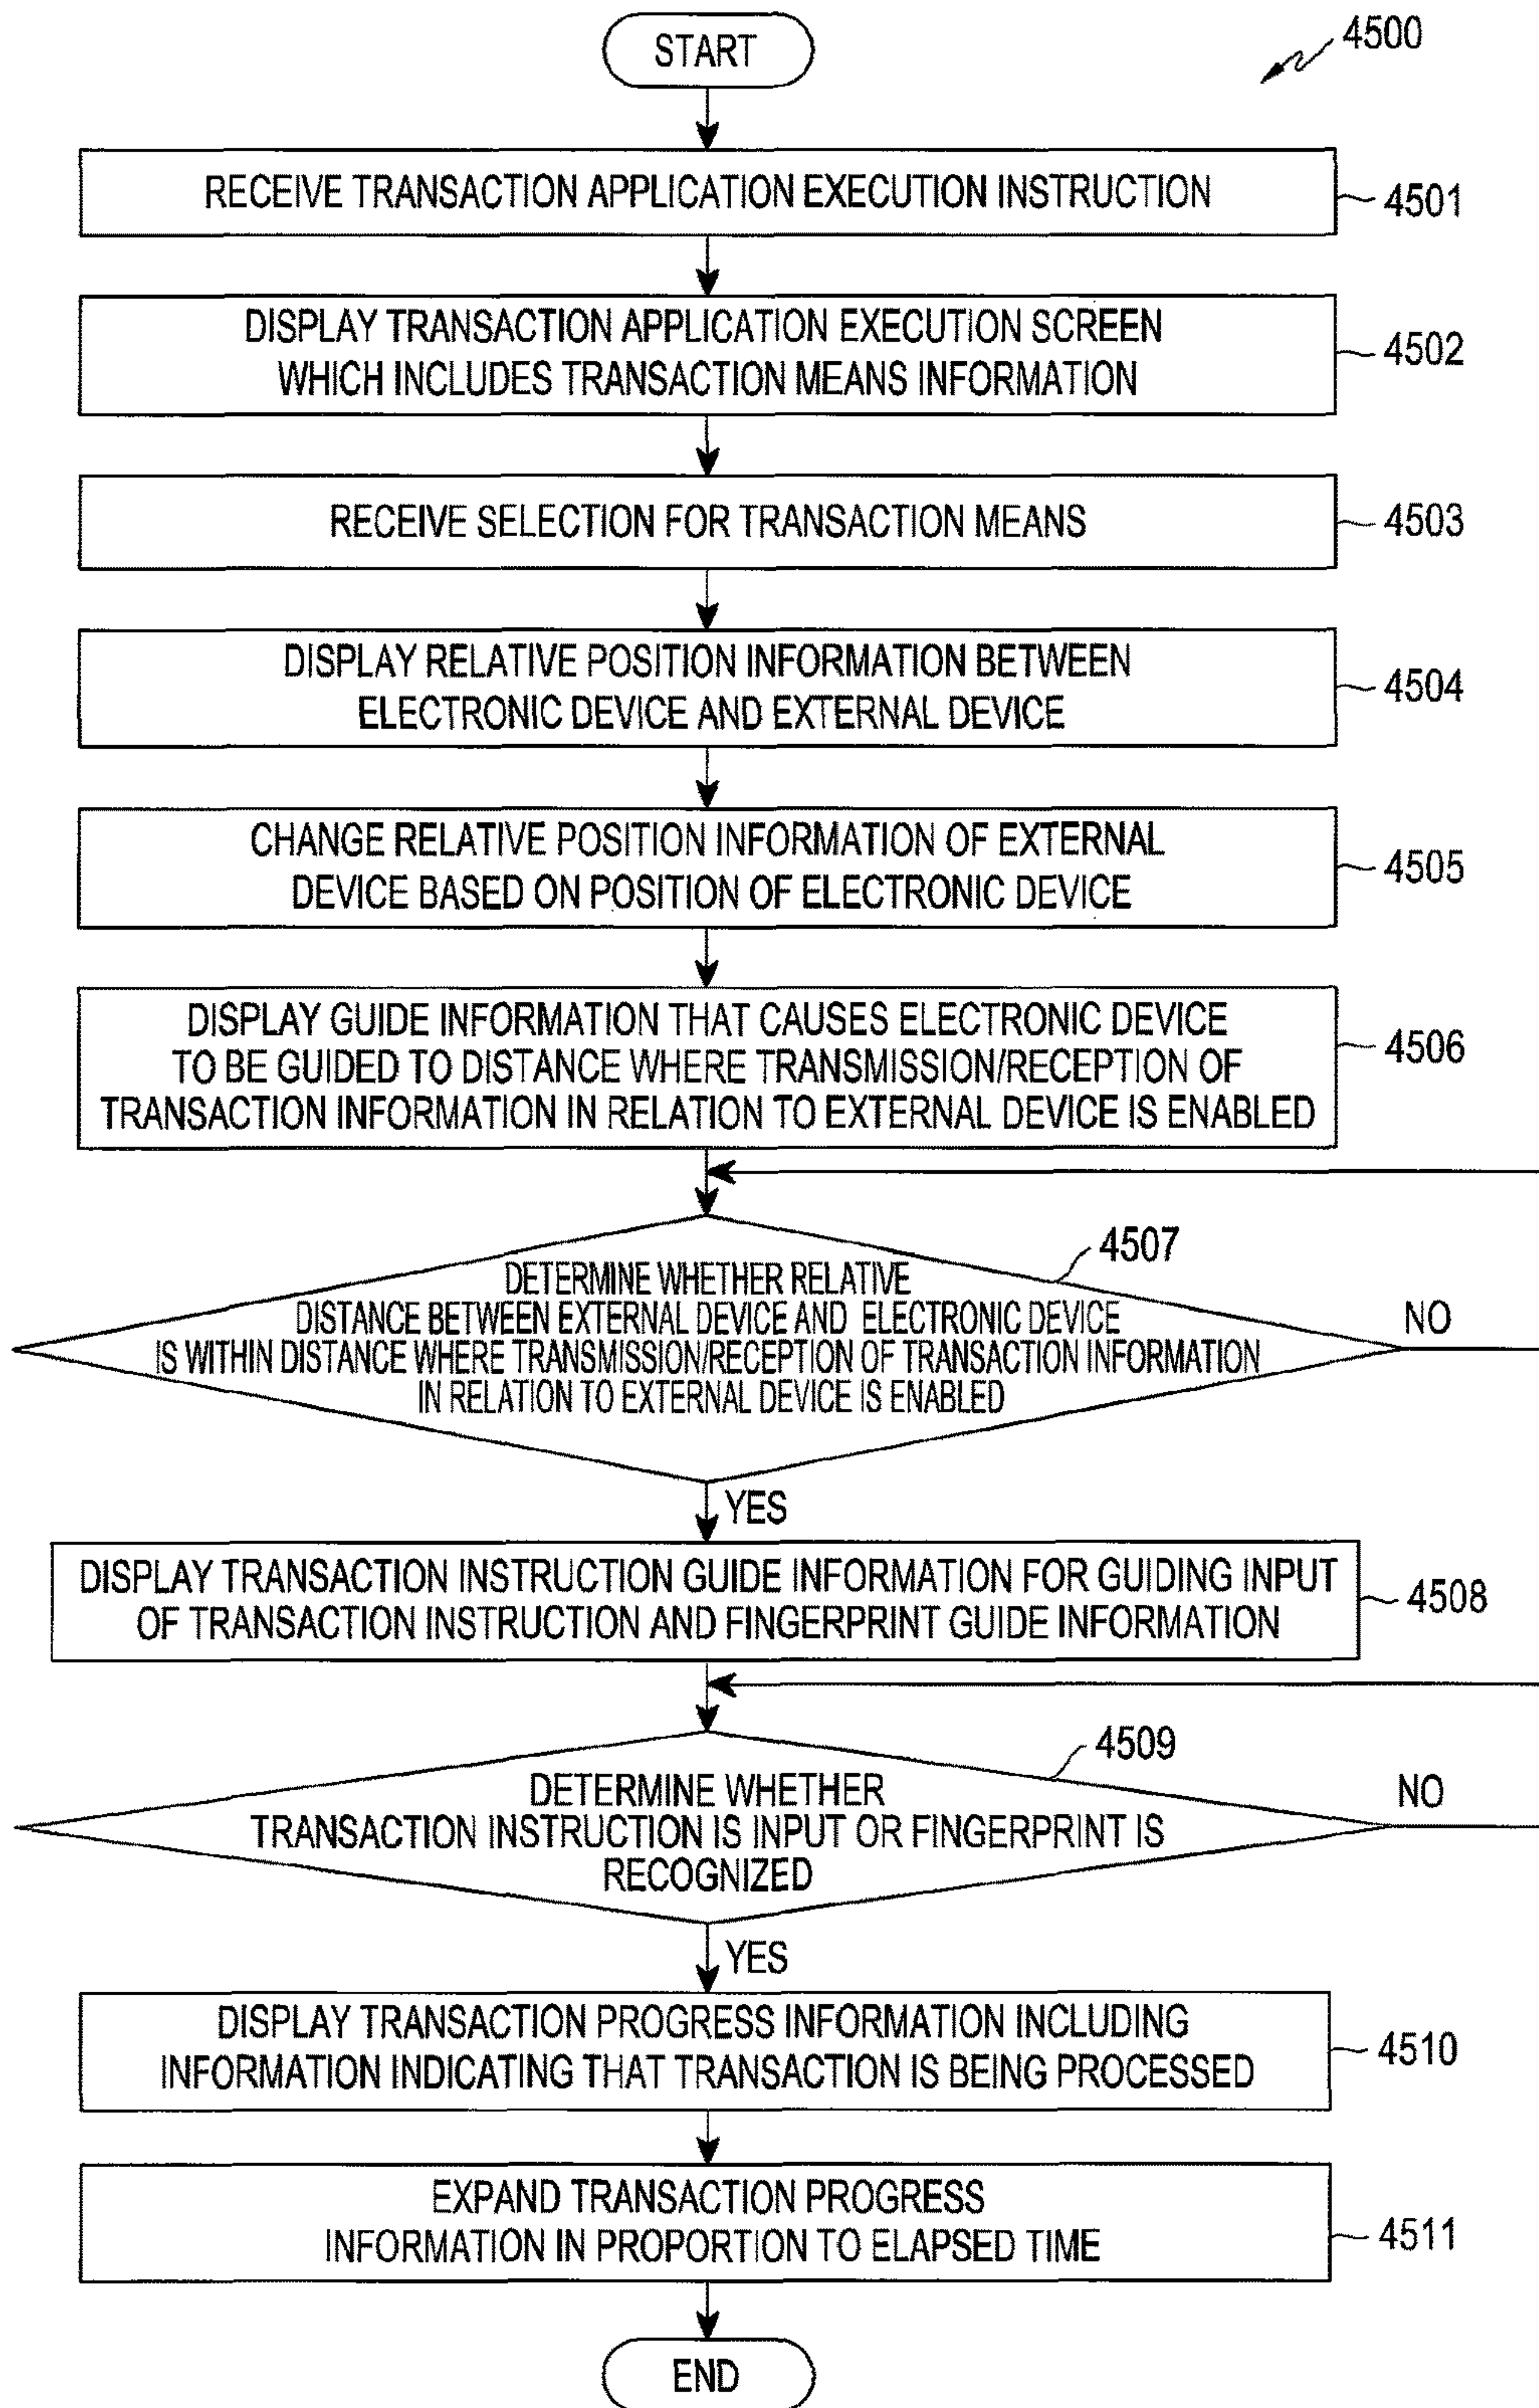 START
4500
RECEIVE TRANSACTION APPLICATION EXECUTION INSTRUCTION
4501
DISPLAY TRANSACTION APPLICATION EXECUTION SCREEN
WHICH INCLUDES TRANSACTION MEANS INFORMATION
4502
RECEIVE SELECTION FOR TRANSACTION MEANS
4503
DISPLAY RELATIVE POSITION INFORMATION BETWEEN
ELECTRONIC DEVICE AND EXTERNAL DEVICE
4504
CHANGE RELATIVE POSITION INFORMATION OF EXTERNAL
DEVICE BASED ON POSITION OF ELECTRONIC DEVICE
4505
DISPLAY GUIDE INFORMATION THAT CAUSES ELECTRONIC DEVICE
TO BE GUIDED TO DISTANCE WHERE TRANSMISSION/RECEPTION OF
TRANSACTION INFORMATION IN RELATION TO EXTERNAL DEVICE IS ENABLED
4506
4507
DETERMINE WHETHER RELATIVE
DISTANCE BETWEEN EXTERNAL DEVICE AND ELECTRONIC DEVICE
IS WITHIN DISTANCE WHERE TRANSMISSION/RECEPTION OF TRANSACTION INFORMATION
IN RELATION TO EXTERNAL DEVICE IS ENABLED
NO
YES
DISPLAY TRANSACTION INSTRUCTION GUIDE INFORMATION FOR GUIDING INPUT
OF TRANSACTION INSTRUCTION AND FINGERPRINT GUIDE INFORMATION
4508
4509
DETERMINE WHETHER
TRANSACTION INSTRUCTION IS INPUT OR FINGERPRINT IS
RECOGNIZED
NO
YES
DISPLAY TRANSACTION PROGRESS INFORMATION INCLUDING
INFORMATION INDICATING THAT TRANSACTION IS BEING PROCESSED
4510
EXPAND TRANSACTION PROGRESS
INFORMATION IN PROPORTION TO ELAPSED TIME
4511
END